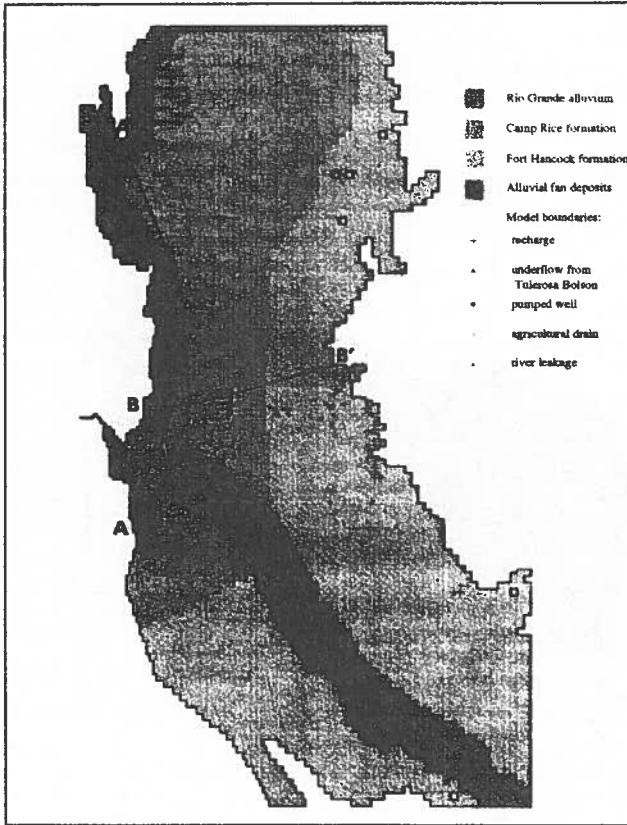 Rio Grande alluvium
Camp Rice formation
Fort Hancock formation
Alluvial fan deposits
Model boundaries:
recharge
underflow from
Tulerosa Bolson
pumped well
agricultural drain
river leakage
B'
B
A